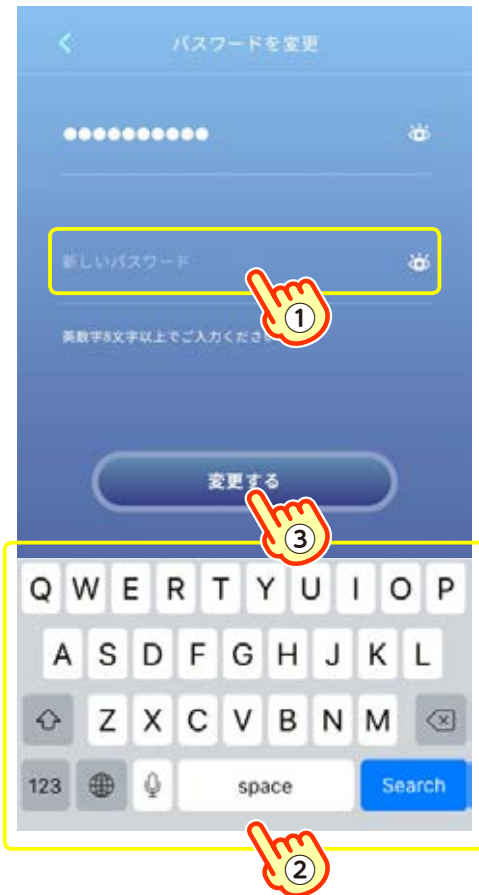 パスワードを変更
●●●●●●●●●●
新しいパスワード
①
英数字8文字以上でご入力くださ
変更する
③
Q W E R T Y U I O P
A S D F G H J K L
Z X C V B N M
123 space Search
②